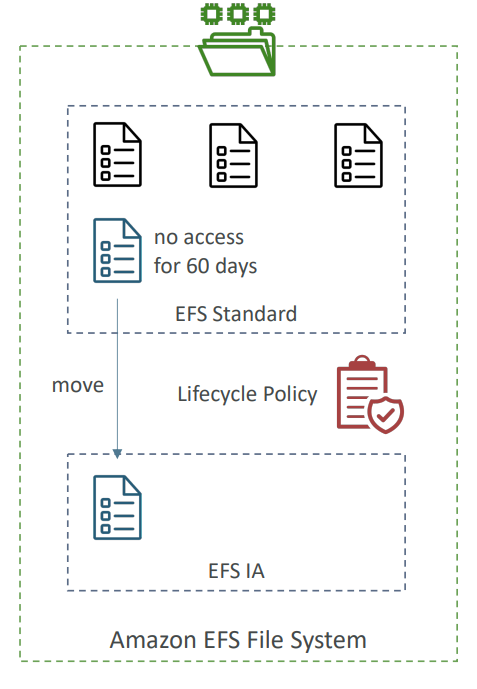 no access
for 60 days
EFS Standard
move
Lifecycle Policy
EFS IA
Amazon EFS File System